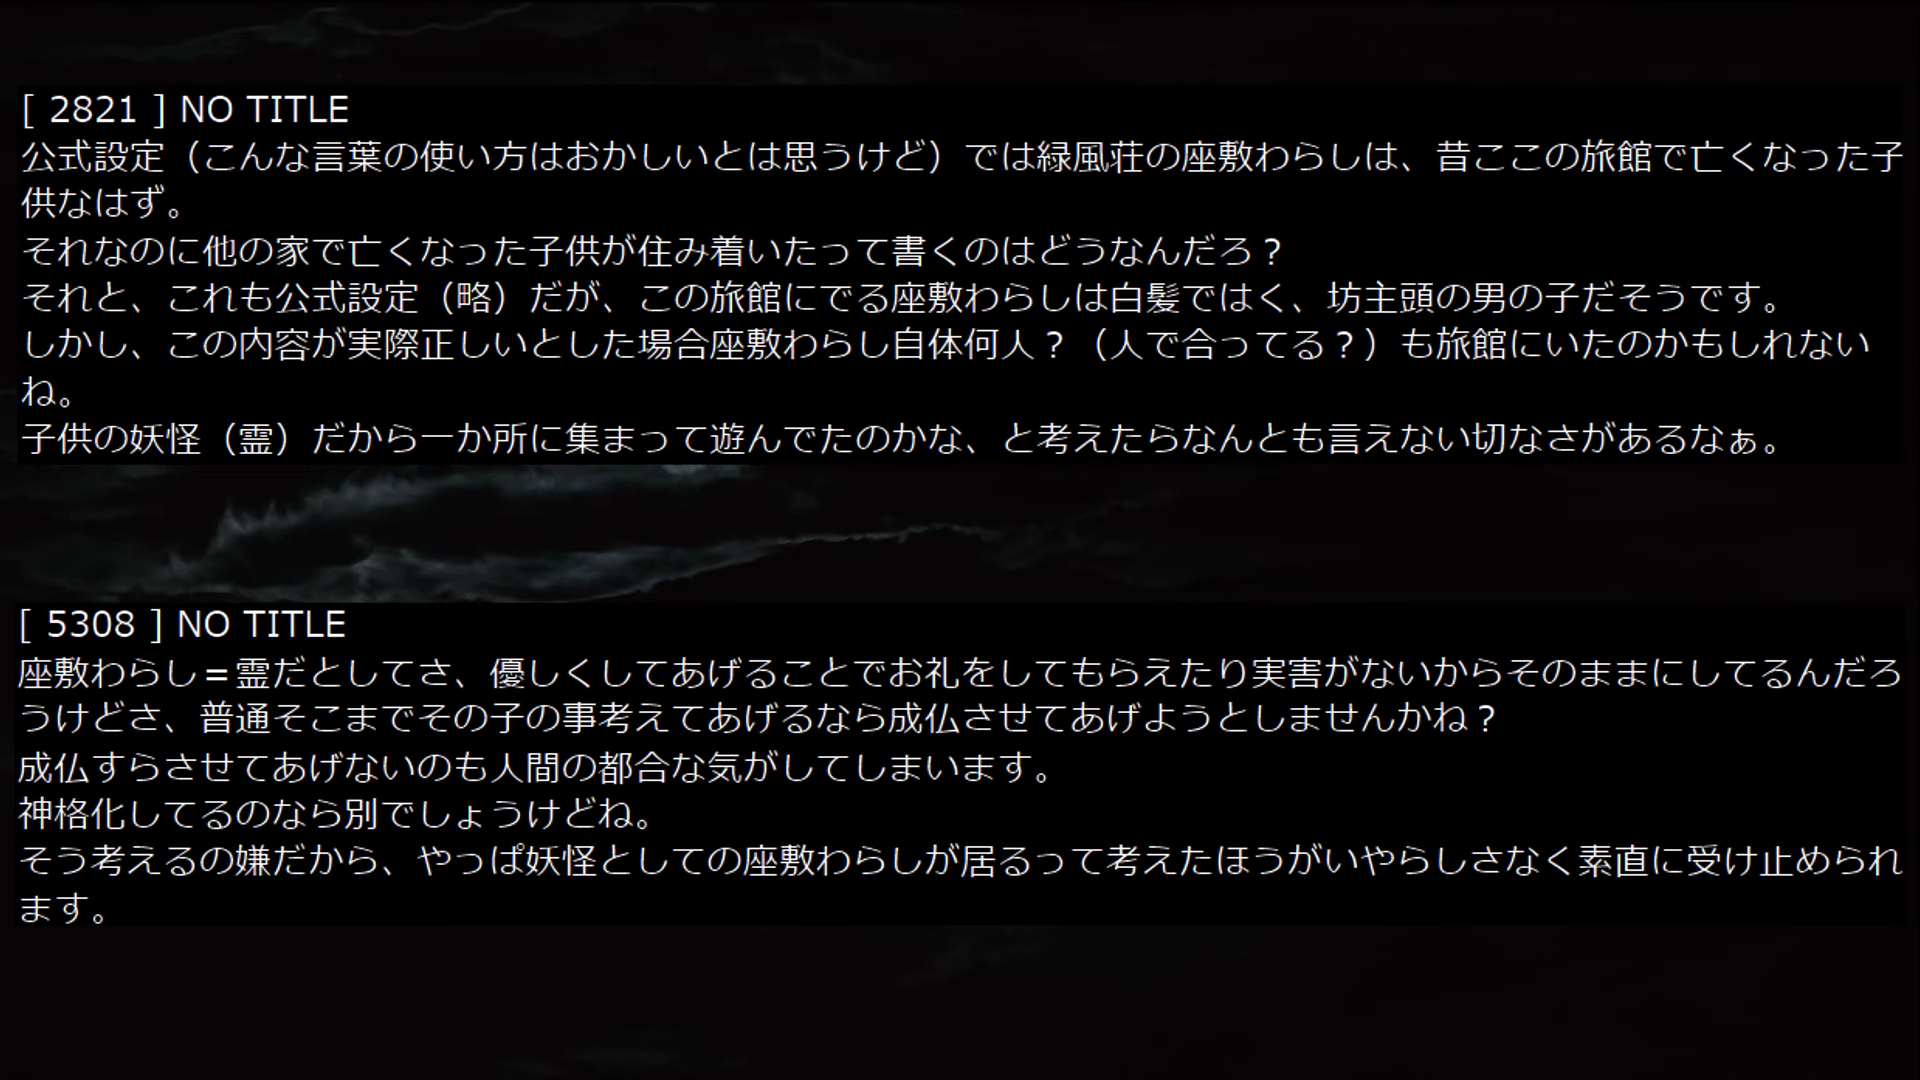 [ 2821 ] NO TITLE
公式設定（こんな言葉の使い方はおかしいとは思うけど）では緑風荘の座敷わらしは、昔ここの旅館で亡くなった子
供なはず。
それなのに他の家で亡くなった子供が住み着いたって書くのはどうなんだろ？
それと、これも公式設定（略）だが、この旅館にでる座敷わらしは白髪ではく、坊主頭の男の子だそうです。
しかし、この内容が実際正しいとした場合座敷わらし自体何人？（人で合ってる？）も旅館にいたのかもしれない
ね。
子供の妖怪（霊）だから一か所に集まって遊んでたのかな、と考えたらなんとも言えない切なさがあるなぁ。
[ 5308 ] NO TITLE
座敷わらし＝霊だとしてさ、優しくしてあげることでお礼をしてもらえたり実害がないからそのままにしてるんだろ
うけどさ、普通そこまでその子の事考えてあげるなら成仏させてあげようとしませんかね？
成仏すらさせてあげないのも人間の都合な気がしてしまいます。
神格化してるのなら別でしょうけどね。
そう考えるの嫌だから、やっぱ妖怪としての座敷わらしが居るって考えたほうがいやらしさなく素直に受け止められ
ます。